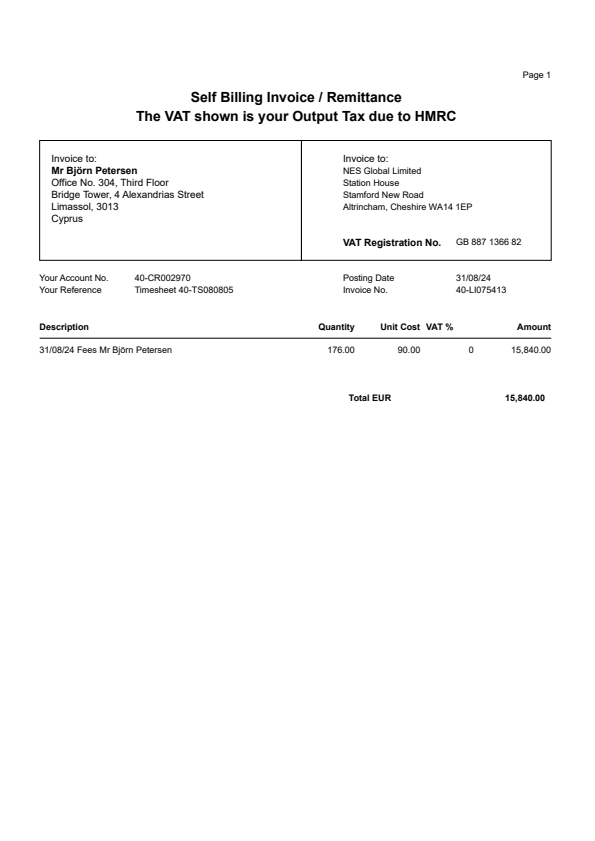 Page 1
Self Billing Invoice / Remittance
The VAT shown is your Output Tax due to HMRC
Invoice to:
Mr Björn Petersen
Office No. 304, Third Floor
Bridge Tower, 4 Alexandrias Street
Limassol, 3013
Cyprus
Invoice to:
NES Global Limited
Station House
Stamford New Road
Altrincham, Cheshire WA14 1EP
VAT Registration No. GB 887 1366 82
Your Account No. 40-CR002970
Your Reference Timesheet 40-TS080805
Posting Date 31/08/24
Invoice No. 40-LI075413
Description Quantity Unit Cost VAT % Amount
31/08/24 Fees Mr Björn Petersen 176.00 90.00 0 15,840.00
Total EUR 15,840.00